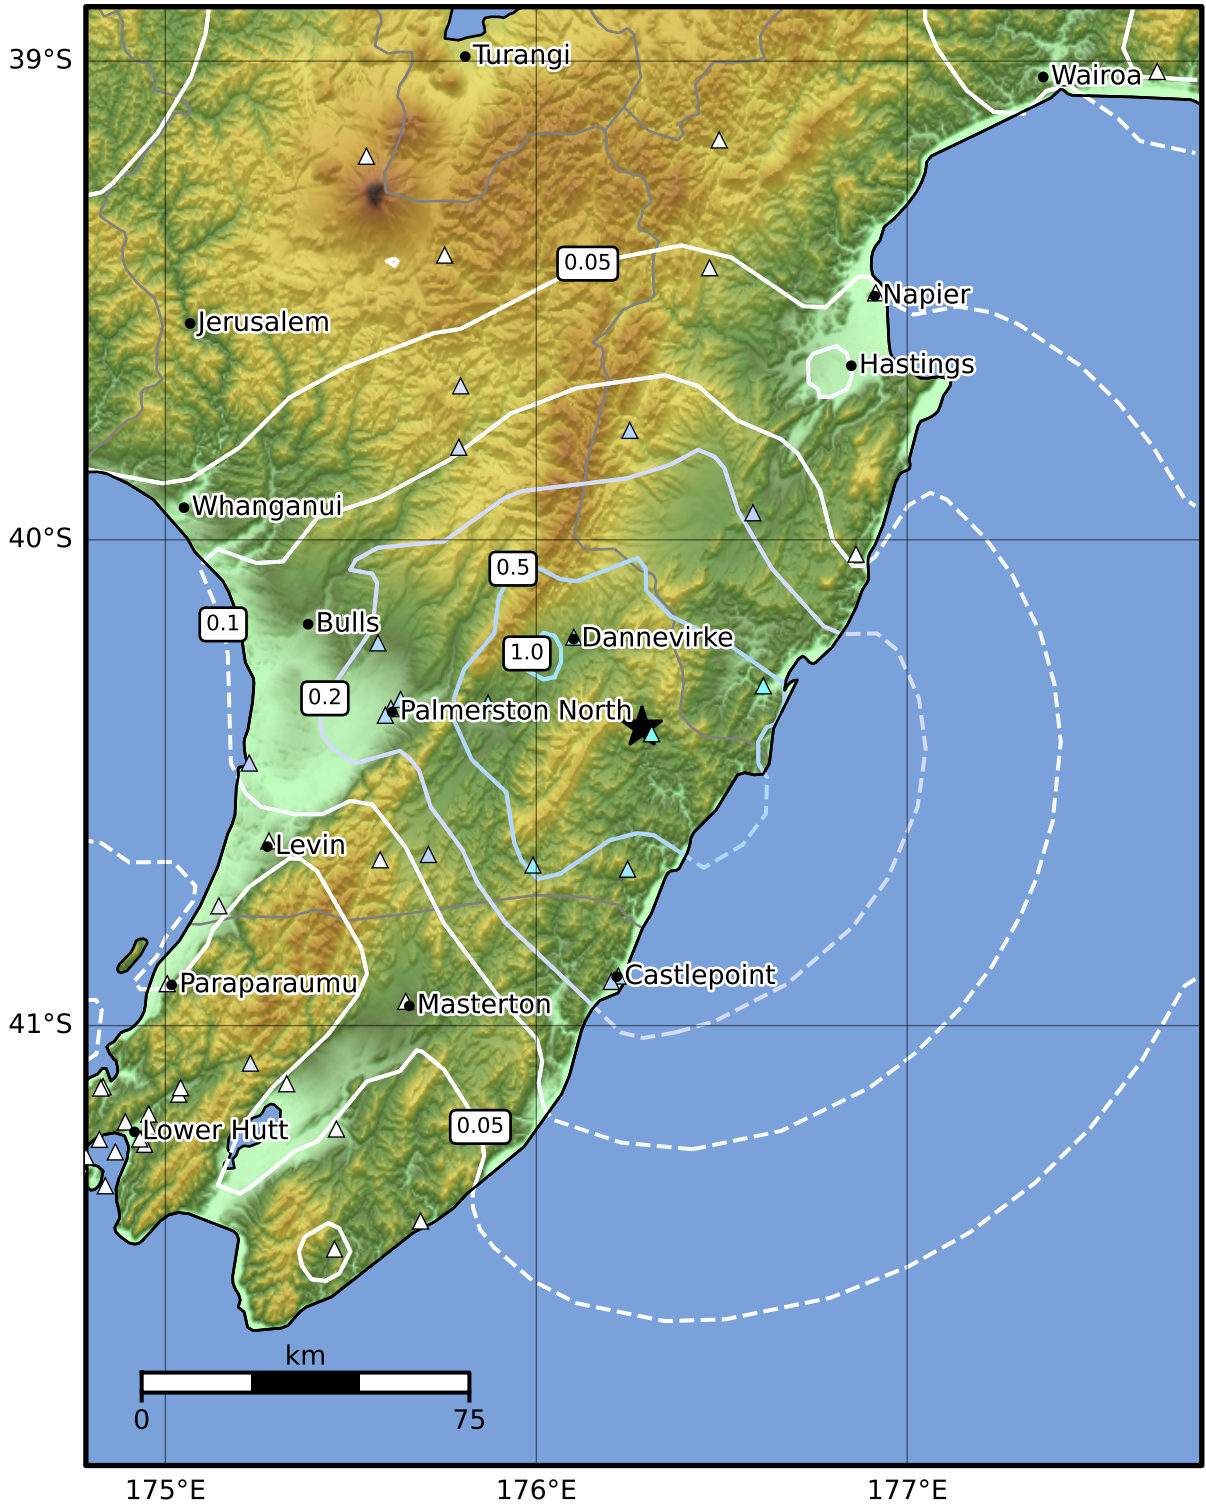 39°S
Turangi
Wairoa
0.05
Napier
Jerusalem
Hastings
Whanganui
40°S
0.5
0.1
Bulls
Dannevirke
1.0
0.2
Palmerston North
Levin
Paraparaumu
Castlepoint
Masterton
41°S
0.05
Lower Hutt
km
0
75
175°E
176°E
177°E